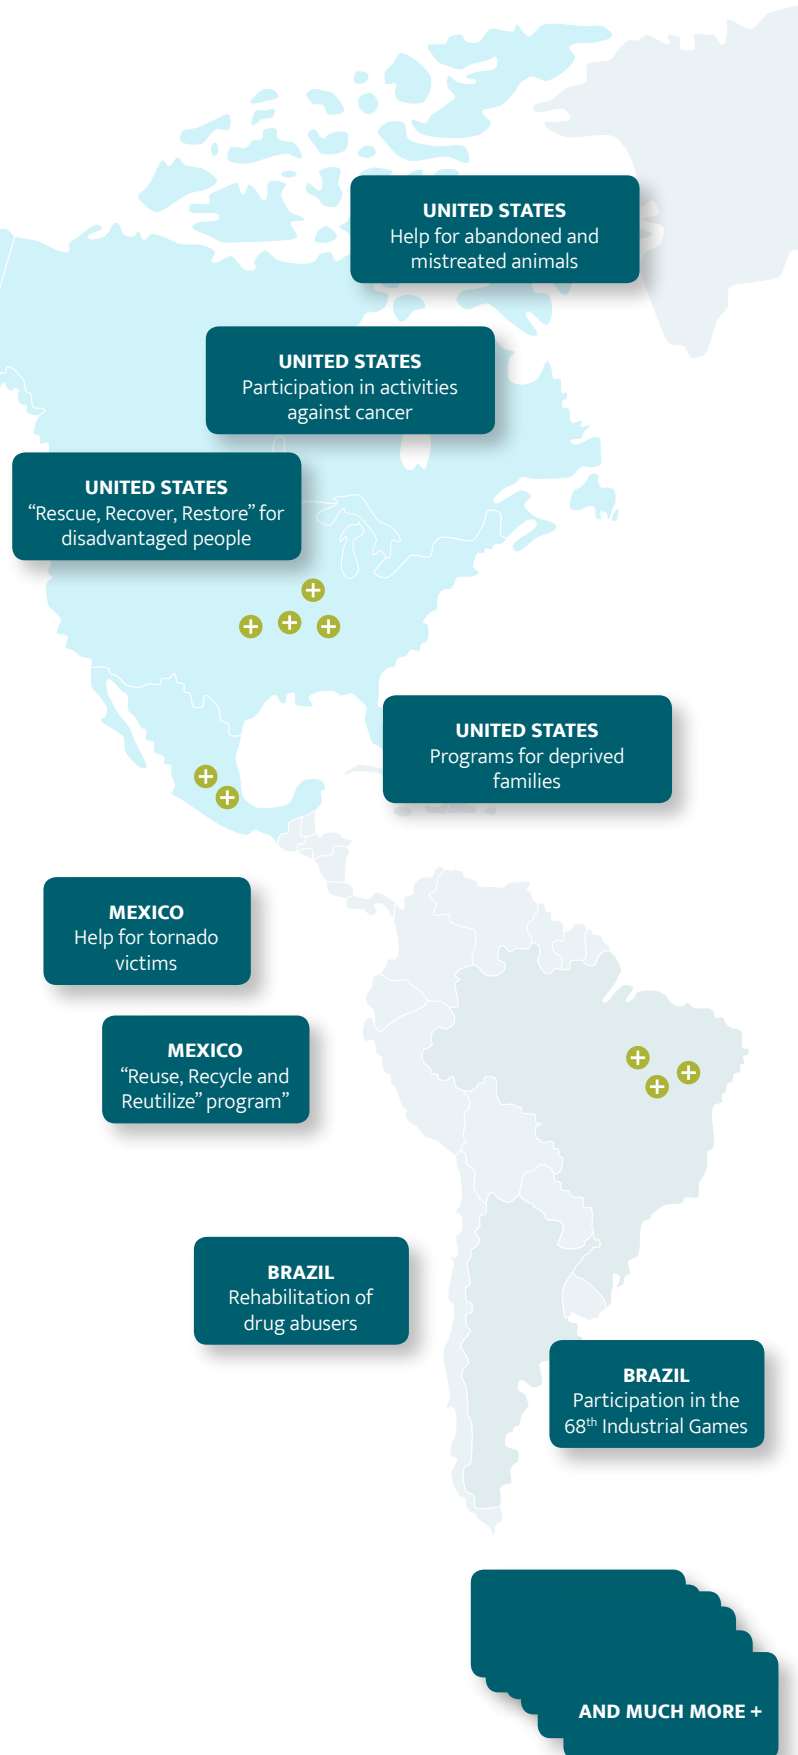 UNITED STATES
Help for abandoned and
mistreated animals
UNITED STATES
Participation in activities
against cancer
UNITED STATES
“Rescue, Recover, Restore” for
disadvantaged people
UNITED STATES
Programs for deprived
families
MEXICO
Help for tornado
victims
MEXICO
“Reuse, Recycle and
Reutilize” program”
BRAZIL
Rehabilitation of
drug abusers
BRAZIL
Participation in the
68th Industrial Games
AND MUCH MORE +